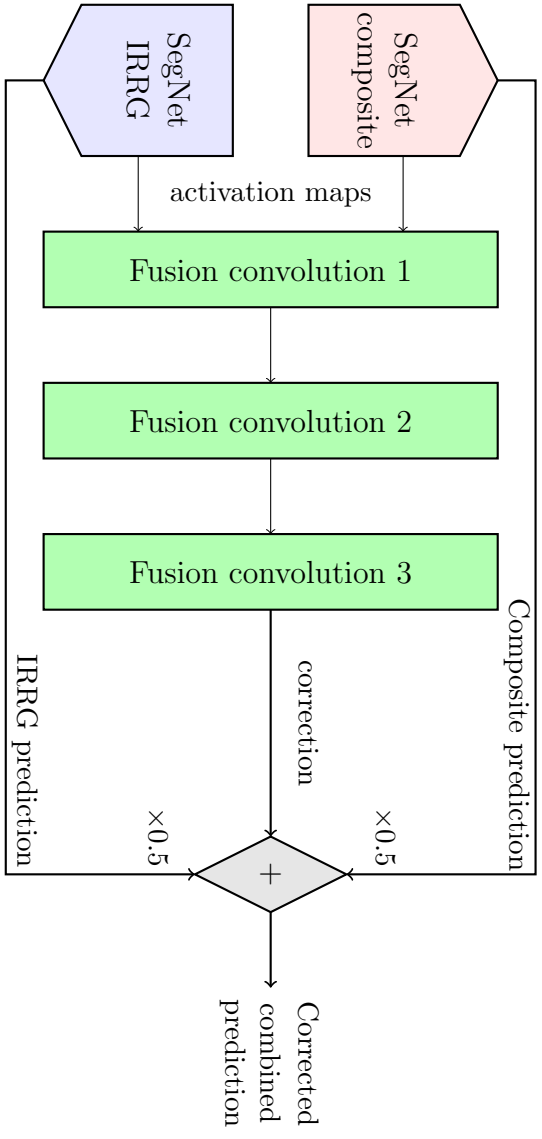 SegNet
IRRG
SegNet
composite
activation maps
Fusion convolution 1
Fusion convolution 2
Fusion convolution 3
IRRG prediction
correction
Composite prediction
×0.5
×0.5
+
Corrected
combined
prediction